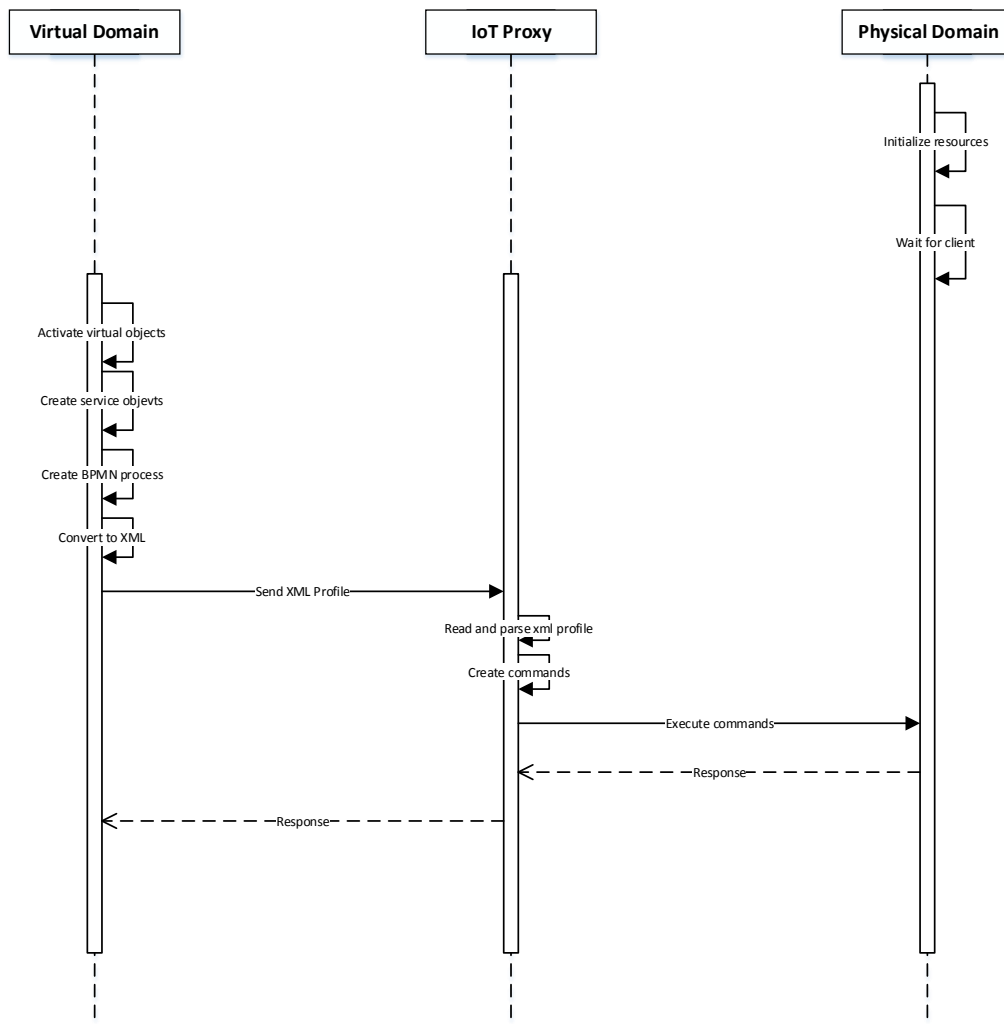 Virtual Domain
IoT Proxy
Physical Domain
Initialize resources
Wait for client
Activate virtual objects
Create service objevts
Create BPMN process
Convert to XML
Send XML Profile
Read and parse xml profile
Create commands
Execute commands
Response
Response